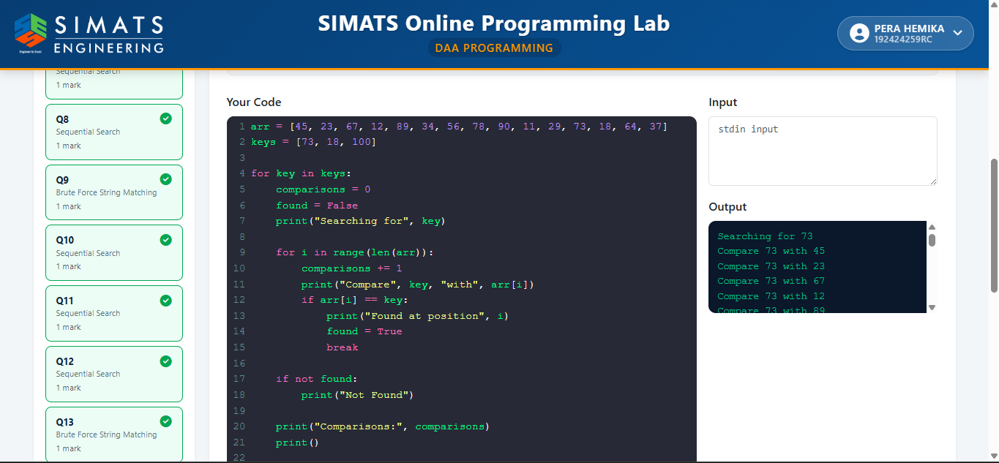 SIMATS
ENGINEERING
Engineer to Excel
SIMATS Online Programming Lab
DAA PROGRAMMING
PERA HEMIKA
192424259RC
Sequential Search
1 mark
Q8
Sequential Search
1 mark
Q9
Brute Force String Matching
1 mark
Q10
Sequential Search
1 mark
Q11
Sequential Search
1 mark
Q12
Sequential Search
1 mark
Q13
Brute Force String Matching
1 mark
Your Code
1 arr = [45, 23, 67, 12, 89, 34, 56, 78, 90, 11, 29, 73, 18, 64, 37]
2 keys = [73, 18, 100]
3
4 for key in keys:
5     comparisons = 0
6     found = False
7     print("Searching for", key)
8
9     for i in range(len(arr)):
10         comparisons += 1
11         print("Compare", key, "with", arr[i])
12         if arr[i] == key:
13             print("Found at position", i)
14             found = True
15             break
16
17     if not found:
18         print("Not Found")
19
20     print("Comparisons:", comparisons)
21     print()
22
Input
stdin input
Output
Searching for 73
Compare 73 with 45
Compare 73 with 23
Compare 73 with 67
Compare 73 with 12
Compare 73 with 89